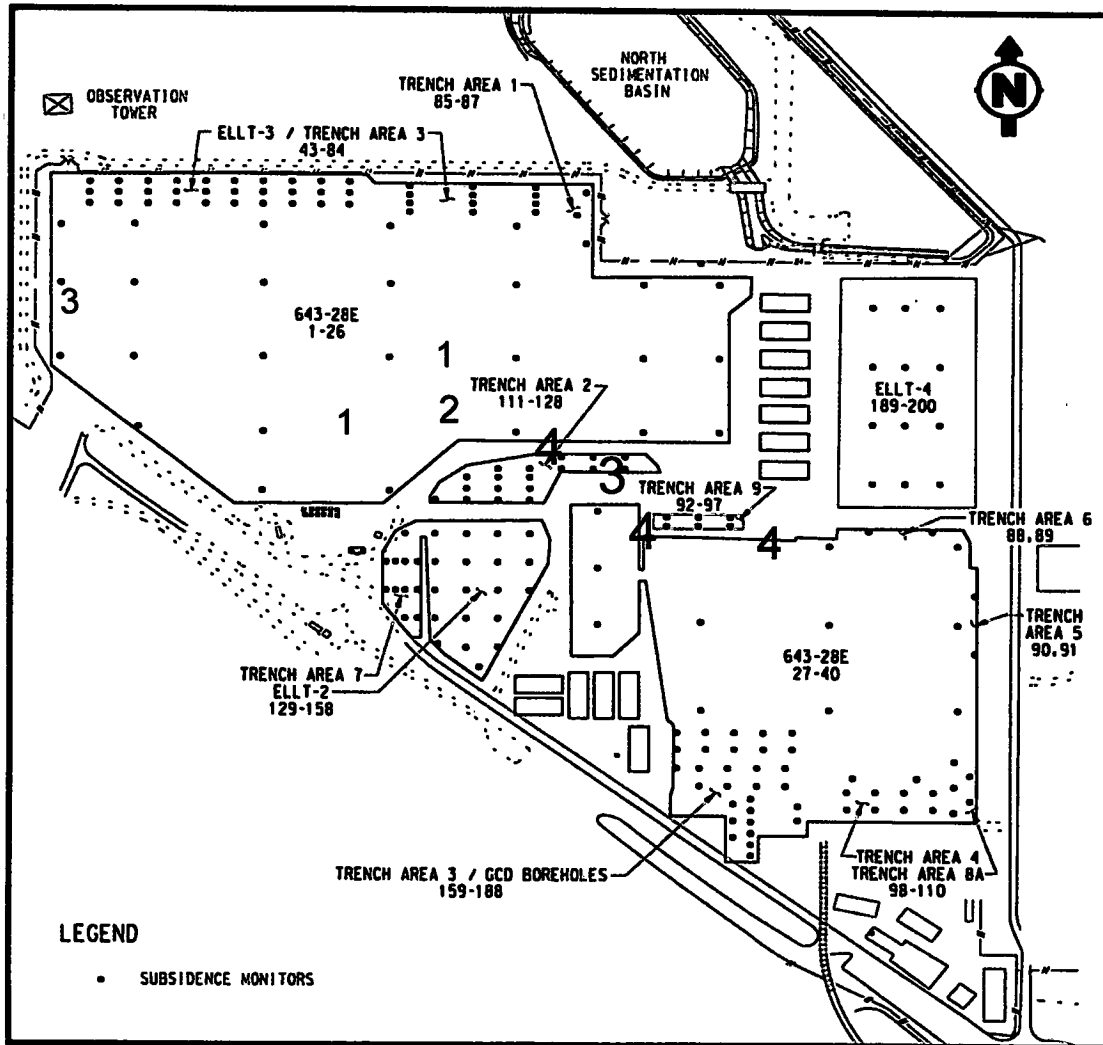 NORTH
SEDIMENTATION
BASIN
N
TRENCH AREA 1
85-87
OBSERVATION
TOWER
ELLT-3 / TRENCH AREA 3
43-84
3
643-28E
1-26
1
TRENCH AREA 2
111-128
ELLT-4
189-200
1
2
4
3
TRENCH AREA 9
92-97
4
4
TRENCH AREA 6
88.89
TRENCH
AREA 5
90.91
643-28E
27-40
TRENCH AREA 7
ELLT-2
129-158
TRENCH AREA 3 / GCD BOREHOLES
159-188
TRENCH AREA 4
TRENCH AREA 8A
98-110
LEGEND
• SUBSIDENCE MONITORS